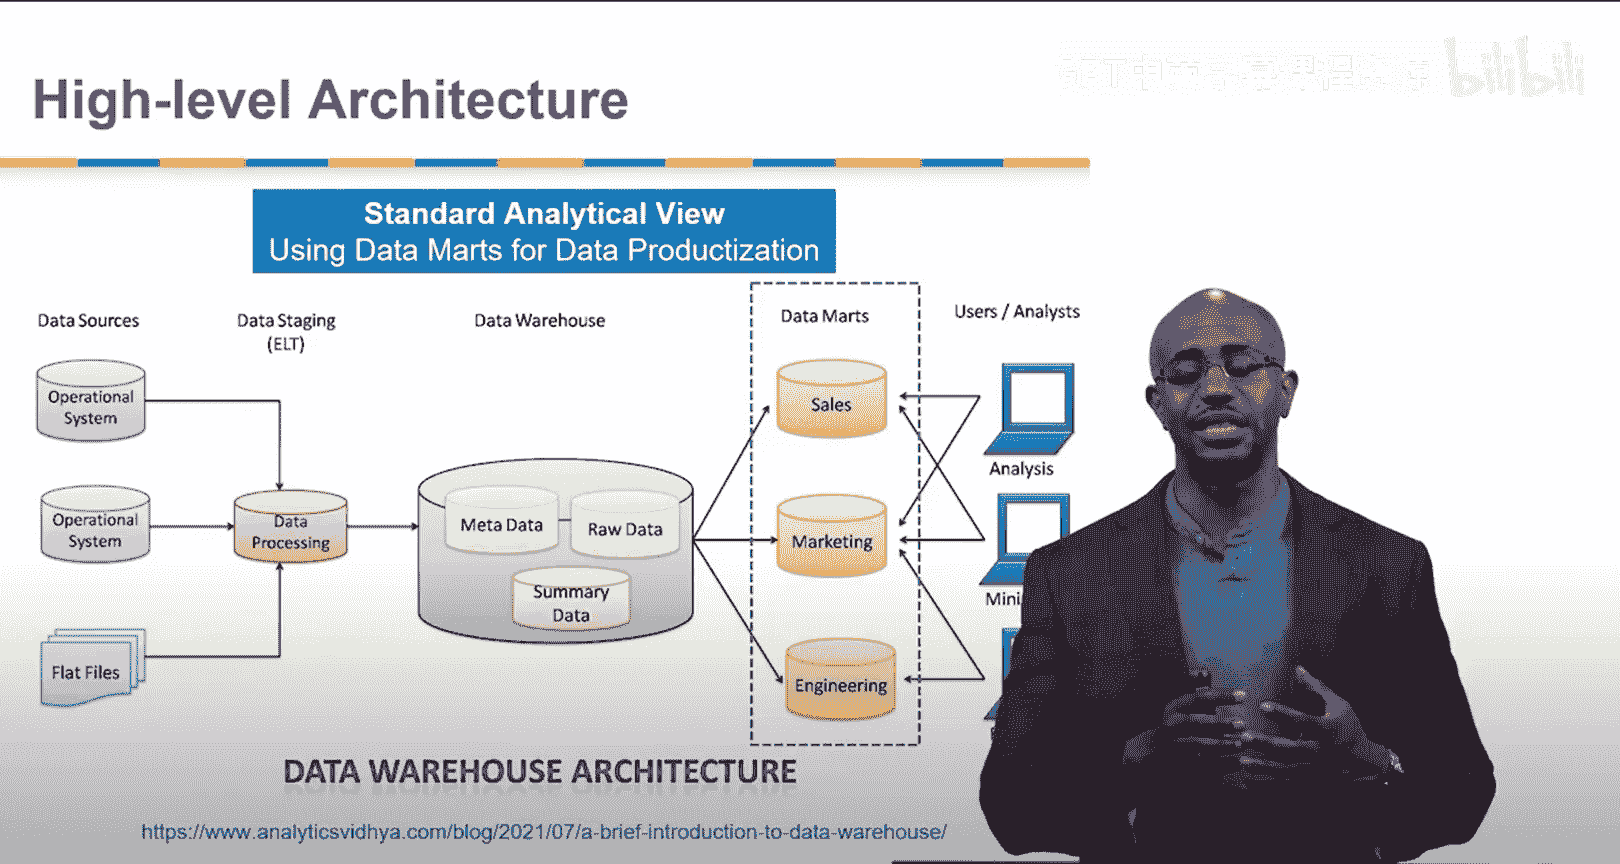 High-level Architecture
bilibili
Standard Analytical View
Using Data Marts for Data Productization
Data Sources
Data Staging
(ELT)
Data Warehouse
Data Marts
Users / Analysts
Operational
System
Operational
System
Flat Files
Data
Processing
Meta Data
Raw Data
Summary
Data
Sales
Marketing
Engineering
Analysis
DATA WAREHOUSE ARCHITECTURE
https://www.analyticsvidhya.com/blog/2021/07/a-brief-introduction-to-data-warehouse/